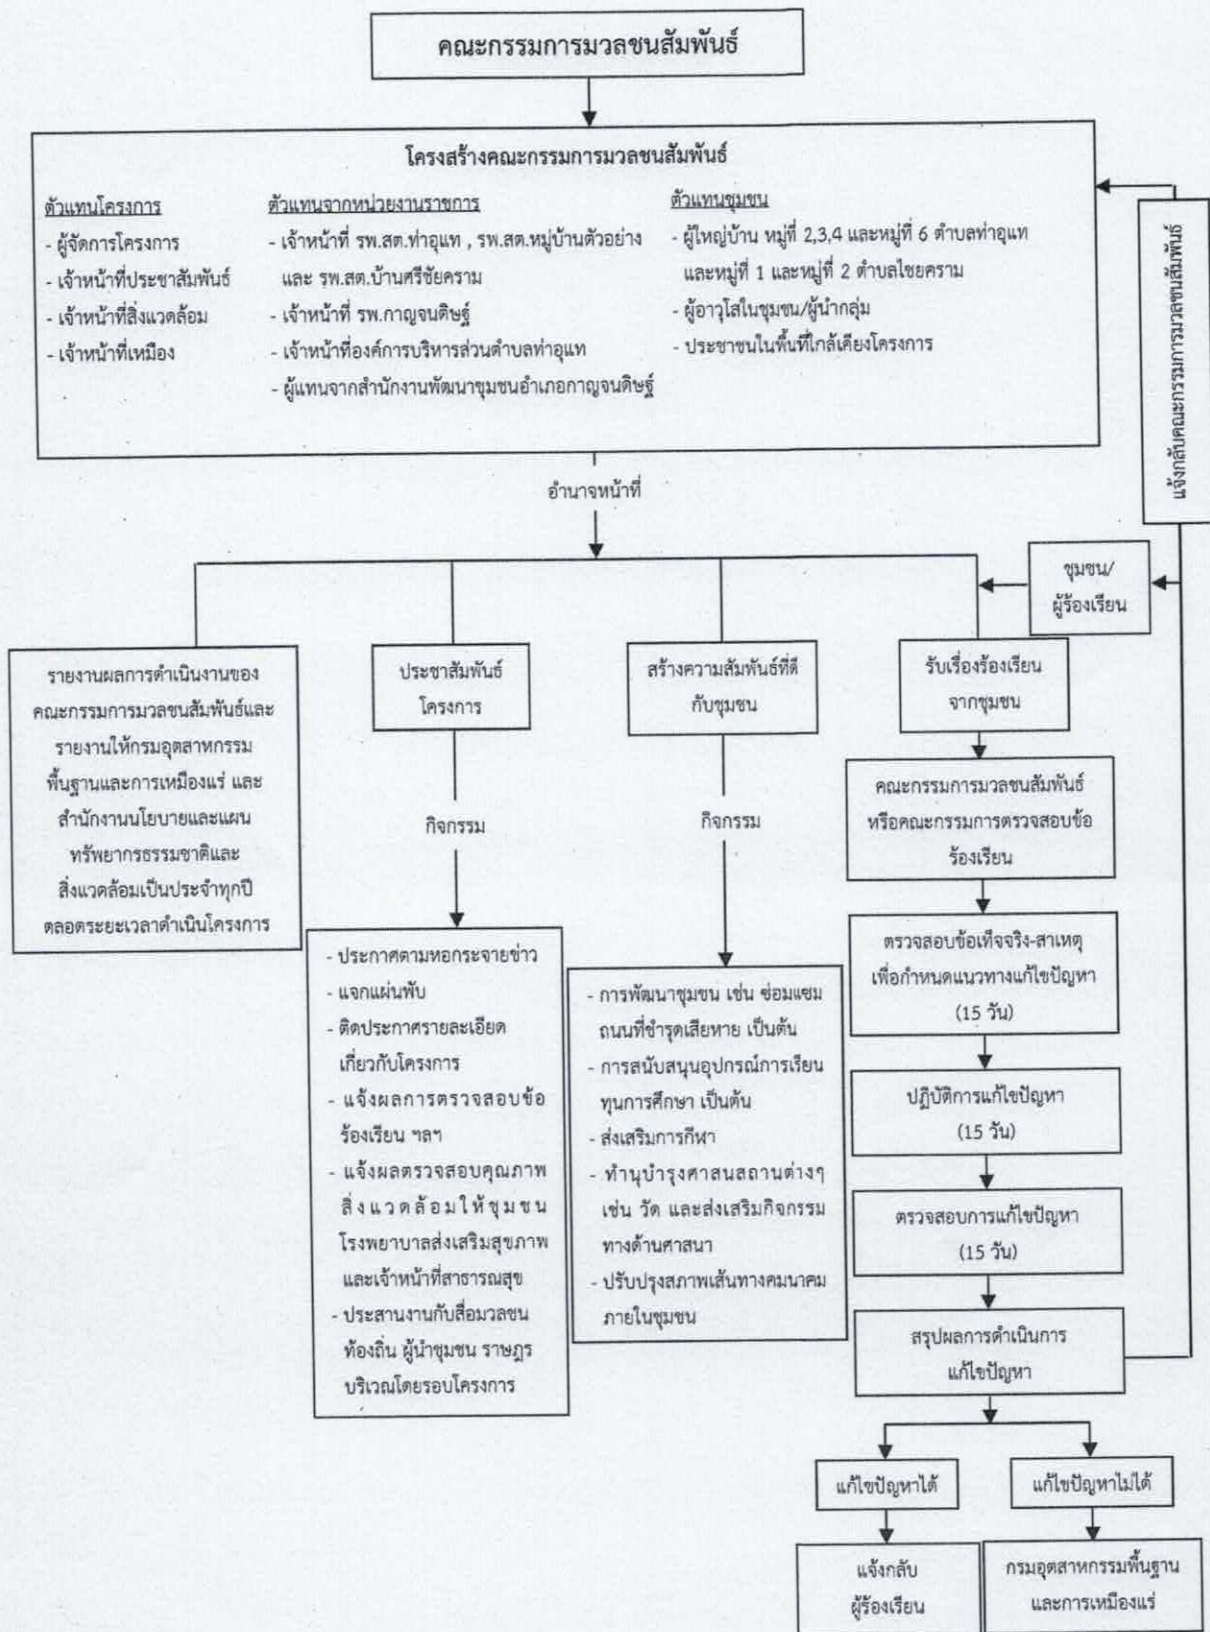 คณะกรรมการมวลชนสัมพันธ์
โครงสร้างคณะกรรมการมวลชนสัมพันธ์
ตัวแทนโครงการ
- ผู้จัดการโครงการ
- เจ้าหน้าที่ประชาสัมพันธ์
- เจ้าหน้าที่สิ่งแวดล้อม
- เจ้าหน้าที่เหมือง
ตัวแทนจากหน่วยงานราชการ
- เจ้าหน้าที่ รพ.สต.ท่าอุแท , รพ.สต.หมู่บ้านตัวอย่าง
และ รพ.สต.บ้านศรีชัยคราม
- เจ้าหน้าที่ รพ.กาญจนดิษฐ์
- เจ้าหน้าที่องค์การบริหารส่วนตำบลท่าอุแท
- ผู้แทนจากสำนักงานพัฒนาชุมชนอำเภอกาญจนดิษฐ์
ตัวแทนชุมชน
- ผู้ใหญ่บ้าน หมู่ที่ 2,3,4 และหมู่ที่ 6 ตำบลท่าอุแท
และหมู่ที่ 1 และหมู่ที่ 2 ตำบลไชยคราม
- ผู้อาวุโสในชุมชน/ผู้นำกลุ่ม
- ประชาชนในพื้นที่ใกล้เคียงโครงการ
แจ้งกลับคณะกรรมการมวลชนสัมพันธ์
อำนาจหน้าที่
ชุมชน/
ผู้ร้องเรียน
รายงานผลการดำเนินงานของ
คณะกรรมการมวลชนสัมพันธ์และ
รายงานให้กรมอุตสาหกรรม
พื้นฐานและการเหมืองแร่ และ
สำนักงานนโยบายและแผน
ทรัพยากรธรรมชาติและ
สิ่งแวดล้อมเป็นประจำทุกปี
ตลอดระยะเวลาดำเนินโครงการ
ประชาสัมพันธ์
โครงการ
กิจกรรม
- ประกาศตามหอกระจายข่าว
- แจกแผ่นพับ
- ติดประกาศรายละเอียด
เกี่ยวกับโครงการ
- แจ้งผลการตรวจสอบข้อ
ร้องเรียน ฯลฯ
- แจ้งผลตรวจสอบคุณภาพ
สิ่งแวดล้อมให้ชุมชน
โรงพยาบาลส่งเสริมสุขภาพ
และเจ้าหน้าที่สาธารณสุข
- ประสานงานกับสื่อมวลชน
ท้องถิ่น ผู้นำชุมชน ราษฎร
บริเวณโดยรอบโครงการ
สร้างความสัมพันธ์ที่ดี
กับชุมชน
กิจกรรม
- การพัฒนาชุมชน เช่น ซ่อมแซม
ถนนที่ชำรุดเสียหาย เป็นต้น
- การสนับสนุนอุปกรณ์การเรียน
ทุนการศึกษา เป็นต้น
- ส่งเสริมการกีฬา
- ทำนุบำรุงศาสนสถานต่างๆ
เช่น วัด และส่งเสริมกิจกรรม
ทางด้านศาสนา
- ปรับปรุงสภาพเส้นทางคมนาคม
ภายในชุมชน
รับเรื่องร้องเรียน
จากชุมชน
คณะกรรมการมวลชนสัมพันธ์
หรือคณะกรรมการตรวจสอบข้อ
ร้องเรียน
ตรวจสอบข้อเท็จจริง-สาเหตุ
เพื่อกำหนดแนวทางแก้ไขปัญหา
(15 วัน)
ปฏิบัติการแก้ไขปัญหา
(15 วัน)
ตรวจสอบการแก้ไขปัญหา
(15 วัน)
สรุปผลการดำเนินการ
แก้ไขปัญหา
แก้ไขปัญหาได้
แก้ไขปัญหาไม่ได้
แจ้งกลับ
ผู้ร้องเรียน
กรมอุตสาหกรรมพื้นฐาน
และการเหมืองแร่